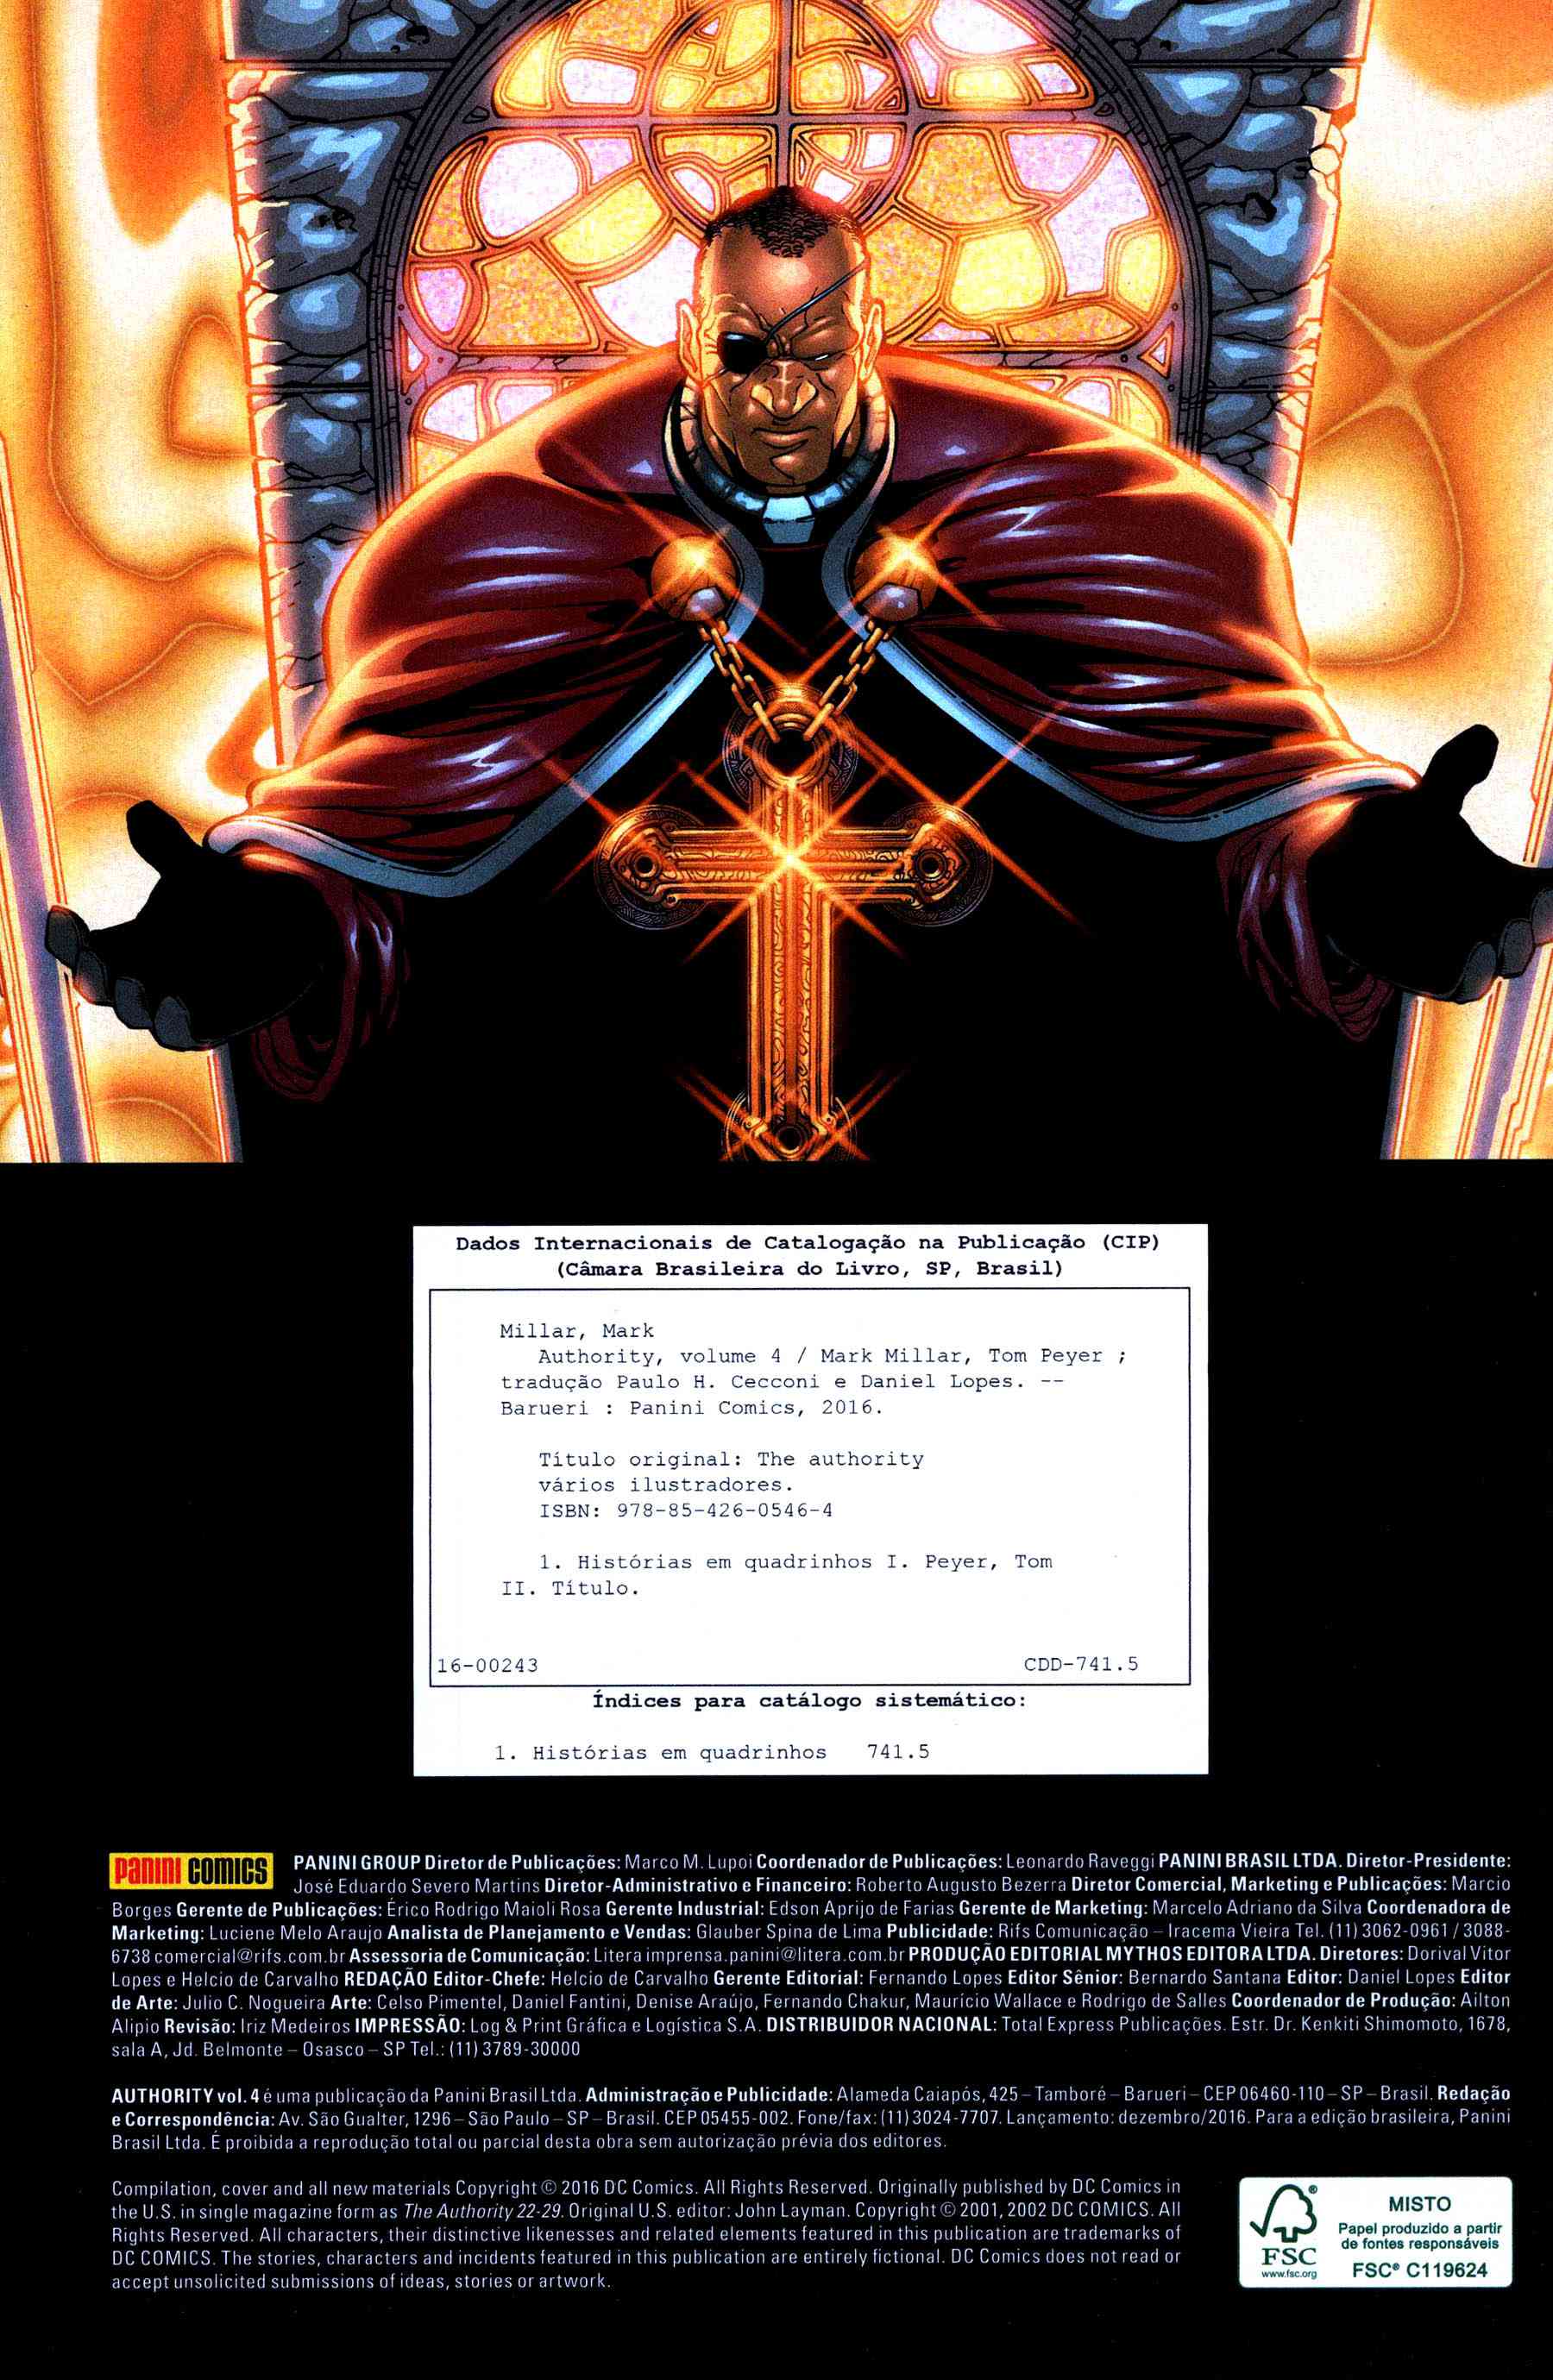 Dados Internacionais de Catalogação na Publicação (CIP)
(Câmara Brasileira do Livro, SP, Brasil)
Millar, Mark
Authority, volume 4 / Mark Millar, Tom Peyer ;
tradução Paulo H. Cecconi e Daniel Lopes. --
Barueri : Panini Comics, 2016.
Título original: The authority
vários ilustradores.
ISBN: 978-85-426-0546-4
1. Histórias em quadrinhos I. Peyer, Tom
II. Título.
16-00243 CDD-741.5
Índices para catálogo sistemático:
1. Histórias em quadrinhos 741.5
PANINI COMICS PANINI GROUP Diretor de Publicações: Marco M. Lupoi Coordenador de Publicações: Leonardo Raveggi PANINI BRASIL LTDA. Diretor-Presidente:
José Eduardo Severo Martins Diretor-Administrativo e Financeiro: Roberto Augusto Bezerra Diretor Comercial, Marketing e Publicações: Marcio
Borges Gerente de Publicações: Érico Rodrigo Maioli Rosa Gerente Industrial: Edson Aprijo de Farias Gerente de Marketing: Marcelo Adriano da Silva Coordenadora de
Marketing: Luciene Melo Araujo Analista de Planejamento e Vendas: Glauber Spina de Lima Publicidade: Rifs Comunicação – Iracema Vieira Tel. (11) 3062-0961 / 3088-
6738 comercial@rifs.com.br Assessoria de Comunicação: Litera imprensa.panini@litera.com.br PRODUÇÃO EDITORIAL MYTHOS EDITORA LTDA. Diretores: Dorival Vitor
Lopes e Helcio de Carvalho REDAÇÃO Editor-Chefe: Helcio de Carvalho Gerente Editorial: Fernando Lopes Editor Sênior: Bernardo Santana Editor: Daniel Lopes Editor
de Arte: Julio C. Nogueira Arte: Celso Pimentel, Daniel Fantini, Denise Araújo, Fernando Chakur, Maurício Wallace e Rodrigo de Salles Coordenador de Produção: Ailton
Alipio Revisão: Iriz Medeiros IMPRESSÃO: Log & Print Gráfica e Logística S.A. DISTRIBUIDOR NACIONAL: Total Express Publicações. Estr. Dr. Kenkiti Shimomoto, 1678,
sala A, Jd. Belmonte – Osasco – SP Tel.: (11) 3789-30000
AUTHORITY vol. 4 é uma publicação da Panini Brasil Ltda. Administração e Publicidade: Alameda Caiapós, 425 – Tamboré – Barueri – CEP 06460-110 – SP – Brasil. Redação
e Correspondência: Av. São Gualter, 1296 – São Paulo – SP – Brasil. CEP 05455-002. Fone/fax: (11) 3024-7707. Lançamento: dezembro/2016. Para a edição brasileira, Panini
Brasil Ltda. É proibida a reprodução total ou parcial desta obra sem autorização prévia dos editores.
Compilation, cover and all new materials Copyright © 2016 DC Comics. All Rights Reserved. Originally published by DC Comics in
the U.S. in single magazine form as The Authority 22-29. Original U.S. editor: John Layman. Copyright © 2001, 2002 DC COMICS. All
Rights Reserved. All characters, their distinctive likenesses and related elements featured in this publication are trademarks of
DC COMICS. The stories, characters and incidents featured in this publication are entirely fictional. DC Comics does not read or
accept unsolicited submissions of ideas, stories or artwork.
®
FSC
www.fsc.org
MISTO
Papel produzido a partir
de fontes responsáveis
FSC® C119624